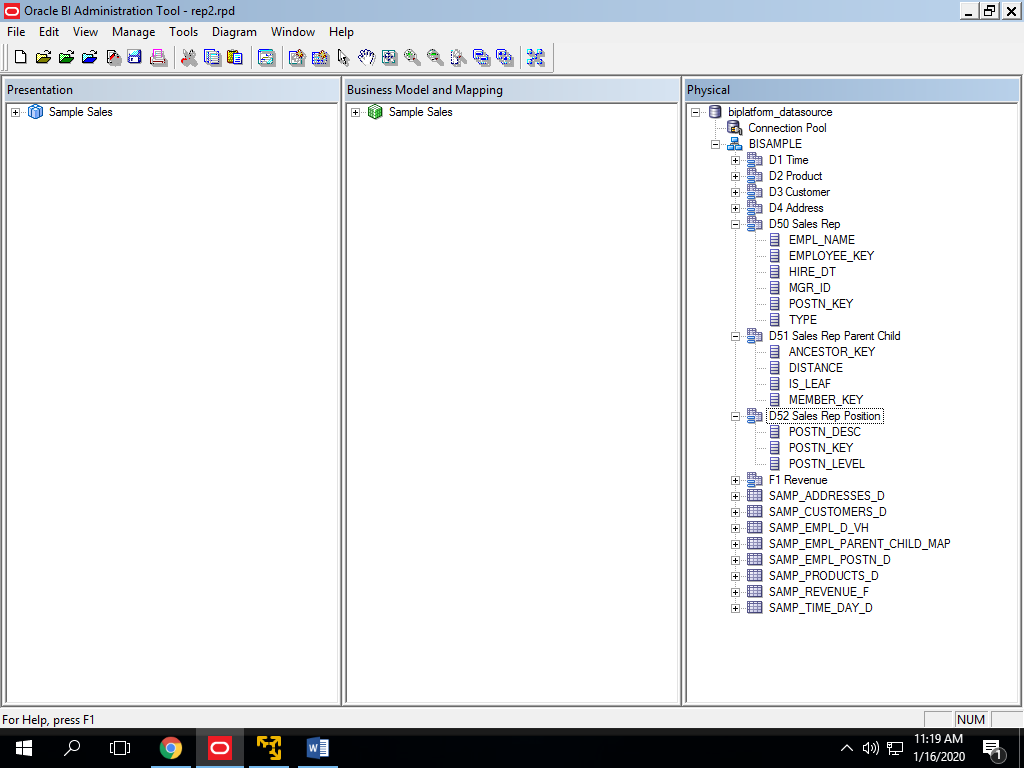 Oracle BI Administration Tool - rep2.rpd
File Edit View Manage Tools Diagram Window Help
Presentation
Sample Sales
Business Model and Mapping
Sample Sales
Physical
biplatform_datasource
Connection Pool
BISAMPLE
D1 Time
D2 Product
D3 Customer
D4 Address
D50 Sales Rep
EMPL_NAME
EMPLOYEE_KEY
HIRE_DT
MGR_ID
POSTN_KEY
TYPE
D51 Sales Rep Parent Child
ANCESTOR_KEY
DISTANCE
IS_LEAF
MEMBER_KEY
D52 Sales Rep Position
POSTN_DESC
POSTN_KEY
POSTN_LEVEL
F1 Revenue
SAMP_ADDRESSES_D
SAMP_CUSTOMERS_D
SAMP_EMPL_D_VH
SAMP_EMPL_PARENT_CHILD_MAP
SAMP_EMPL_POSTN_D
SAMP_PRODUCTS_D
SAMP_REVENUE_F
SAMP_TIME_DAY_D
For Help, press F1
NUM
11:19 AM
1/16/2020
1